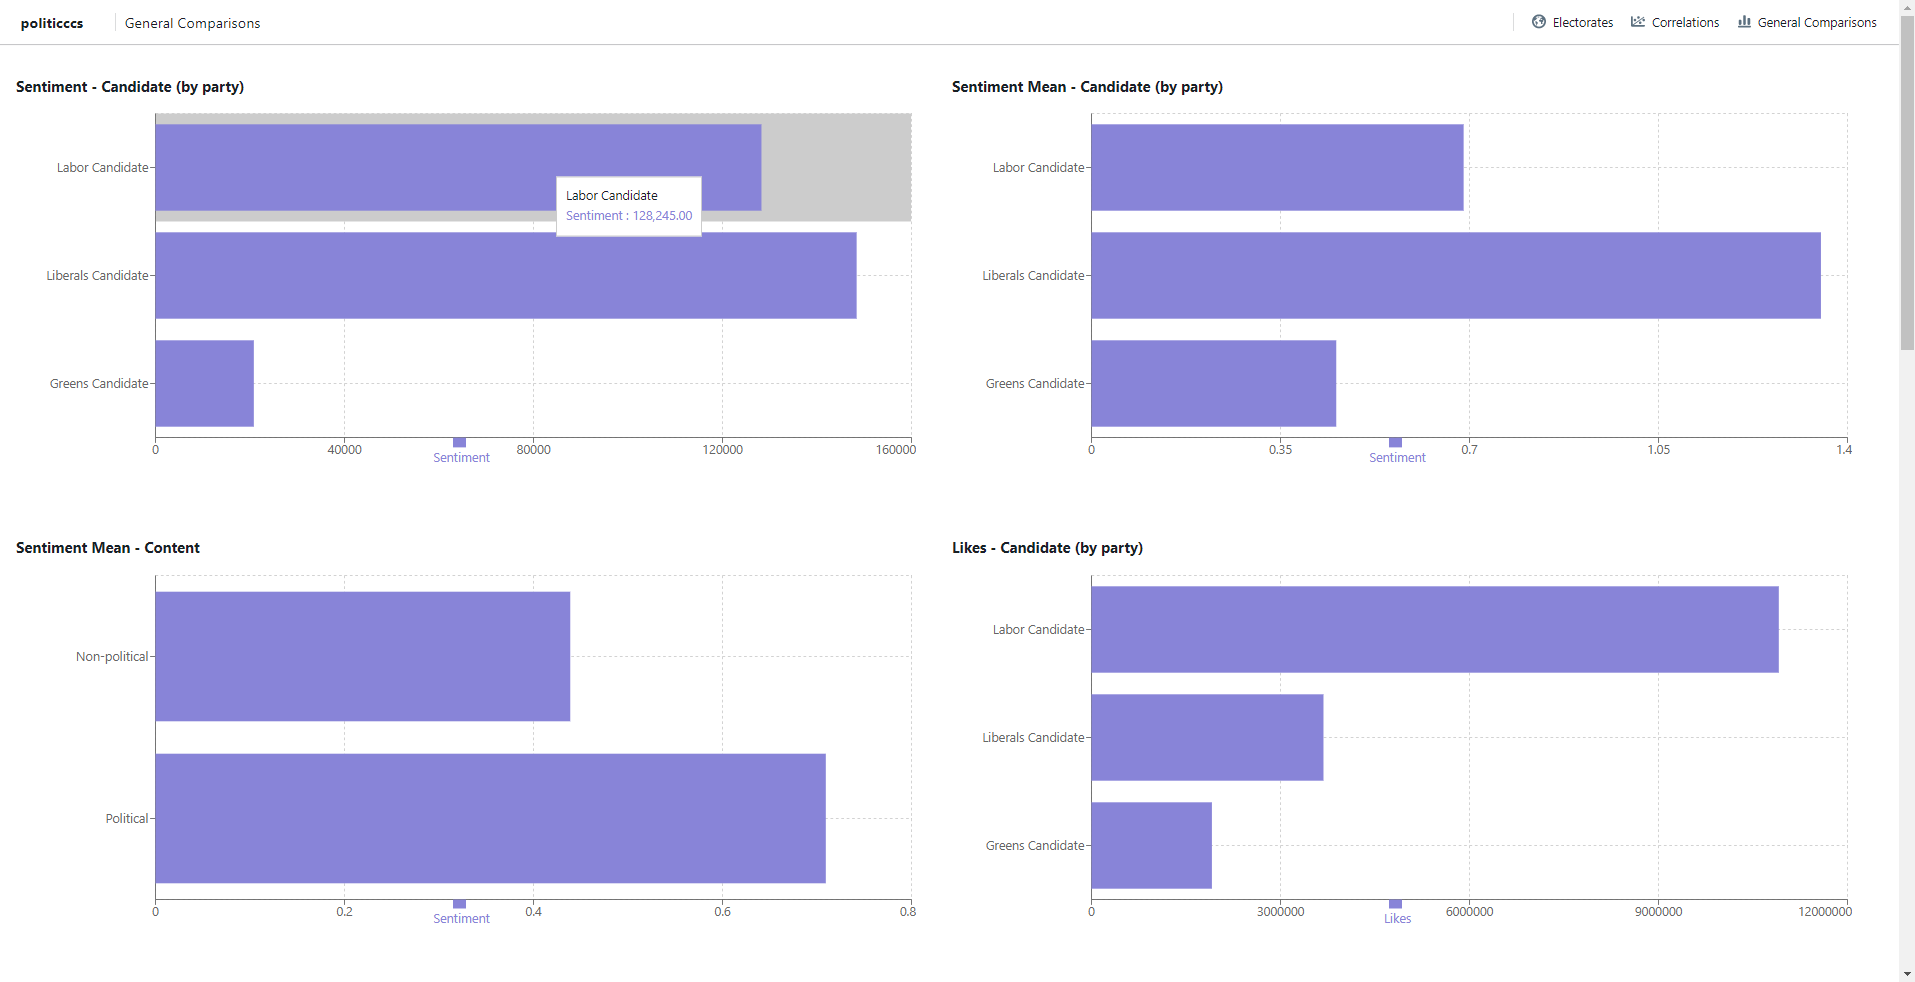 politicccs
General Comparisons
Electorates
Correlations
General Comparisons
Sentiment - Candidate (by party)
Labor Candidate
Liberals Candidate
Greens Candidate
Labor Candidate
Sentiment : 128,245.00
0 40000 80000 120000 160000
Sentiment
Sentiment Mean - Candidate (by party)
Labor Candidate
Liberals Candidate
Greens Candidate
0 0.35 0.7 1.05 1.4
Sentiment
Sentiment Mean - Content
Non-political
Political
0 0.2 0.4 0.6 0.8
Sentiment
Likes - Candidate (by party)
Labor Candidate
Liberals Candidate
Greens Candidate
0 3000000 6000000 9000000 12000000
Likes